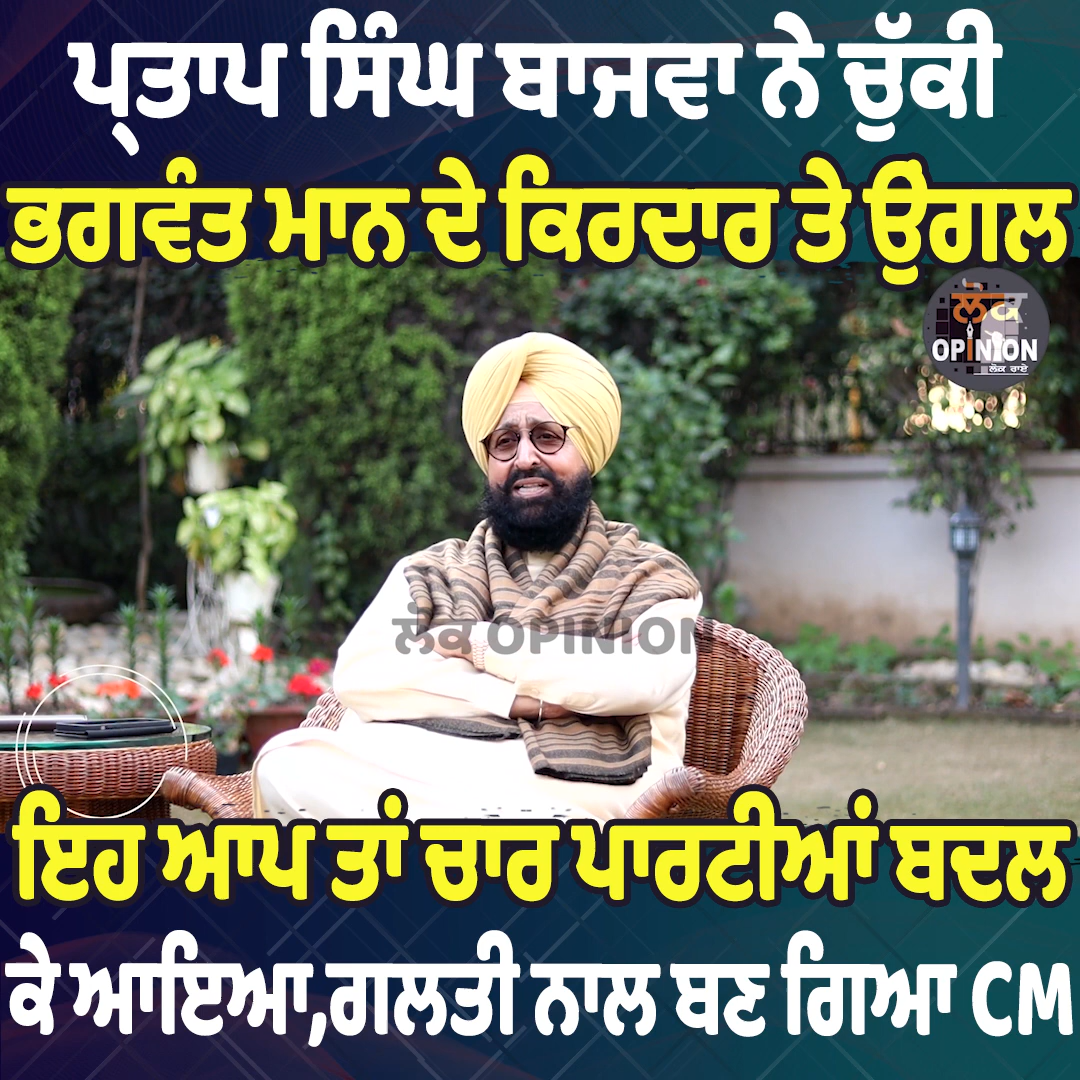 ਪ੍ਰਤਾਪ ਸਿੰਘ ਬਾਜਵਾ ਨੇ ਚੁੱਕੀ
ਭਗਵੰਤ ਮਾਨ ਦੇ ਕਿਰਦਾਰ ਤੇ ਉਂਗਲ
ਲੋਕ
OPINION
ਲੋਕ ਰਾਏ
ਲੋਕ OPINION
ਇਹ ਆਪ ਤਾਂ ਚਾਰ ਪਾਰਟੀਆਂ ਬਦਲ
ਕੇ ਆਇਆ,ਗਲਤੀ ਨਾਲ ਬਣ ਗਿਆ CM